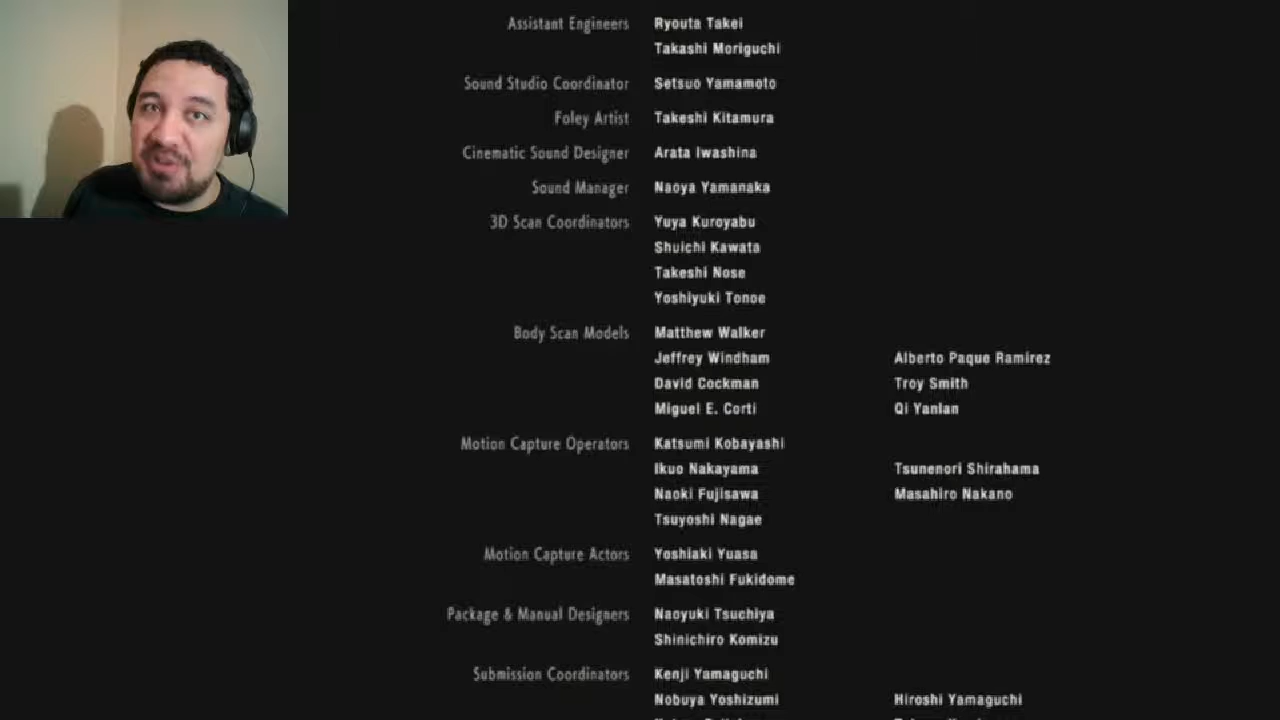 Assistant Engineers Ryouta Takei
Takashi Moriguchi
Sound Studio Coordinator Setsuo Yamamoto
Foley Artist Takeshi Kitamura
Cinematic Sound Designer Arata Iwashina
Sound Manager Naoya Yamanaka
3D Scan Coordinators Yuya Kuroyabu
Shuichi Kawata
Takeshi Nose
Yoshiyuki Tonoe
Body Scan Models Matthew Walker
Jeffrey Windham Alberto Paque Ramirez
David Cockman Troy Smith
Miguel E. Corti Qi Yanlan
Motion Capture Operators Katsumi Kobayashi
Ikuo Nakayama Tsunenori Shirahama
Naoki Fujisawa Masahiro Nakano
Tsuyoshi Nagae
Motion Capture Actors Yoshiaki Yuasa
Masatoshi Fukidome
Package & Manual Designers Naoyuki Tsuchiya
Shinichiro Komizu
Submission Coordinators Kenji Yamaguchi
Nobuya Yoshizumi Hiroshi Yamaguchi